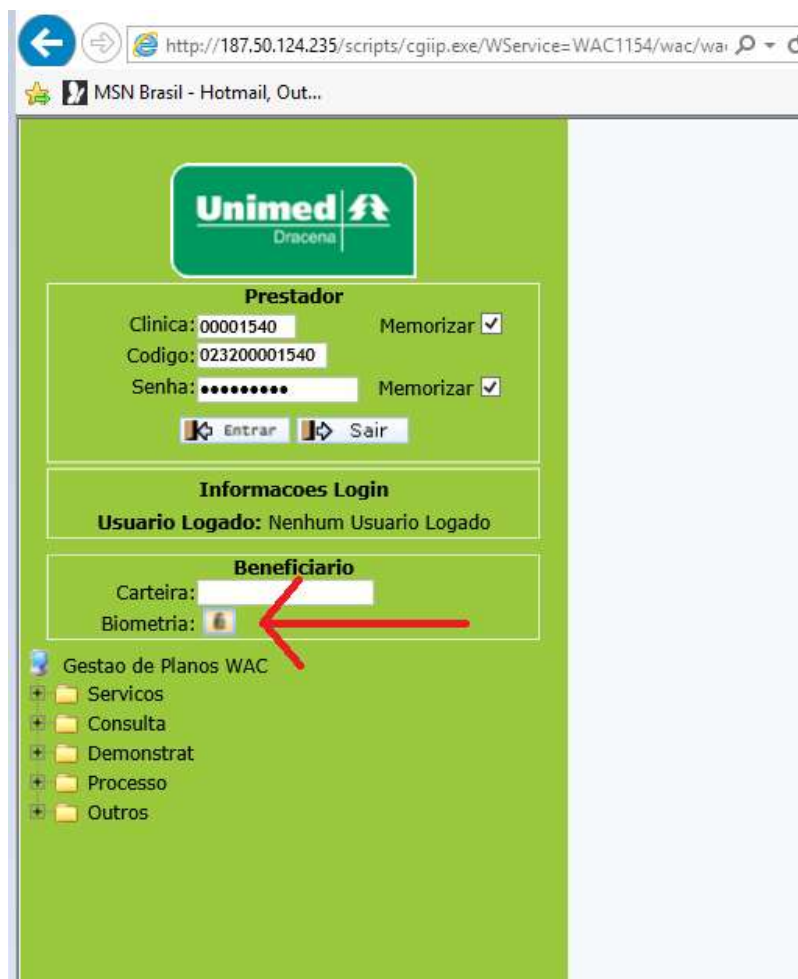 http://187.50.124.235/scripts/cgiip.exe/WService=WAC1154/wac/wa
MSN Brasil - Hotmail, Out...
Unimed
Dracena
Prestador
Clinica: 00001540 Memorizar
Codigo: 023200001540
Senha: ••••••••• Memorizar
Entrar Sair
Informacoes Login
Usuario Logado: Nenhum Usuario Logado
Beneficiario
Carteira:
Biometria:
Gestao de Planos WAC
Servicos
Consulta
Demonstrat
Processo
Outros